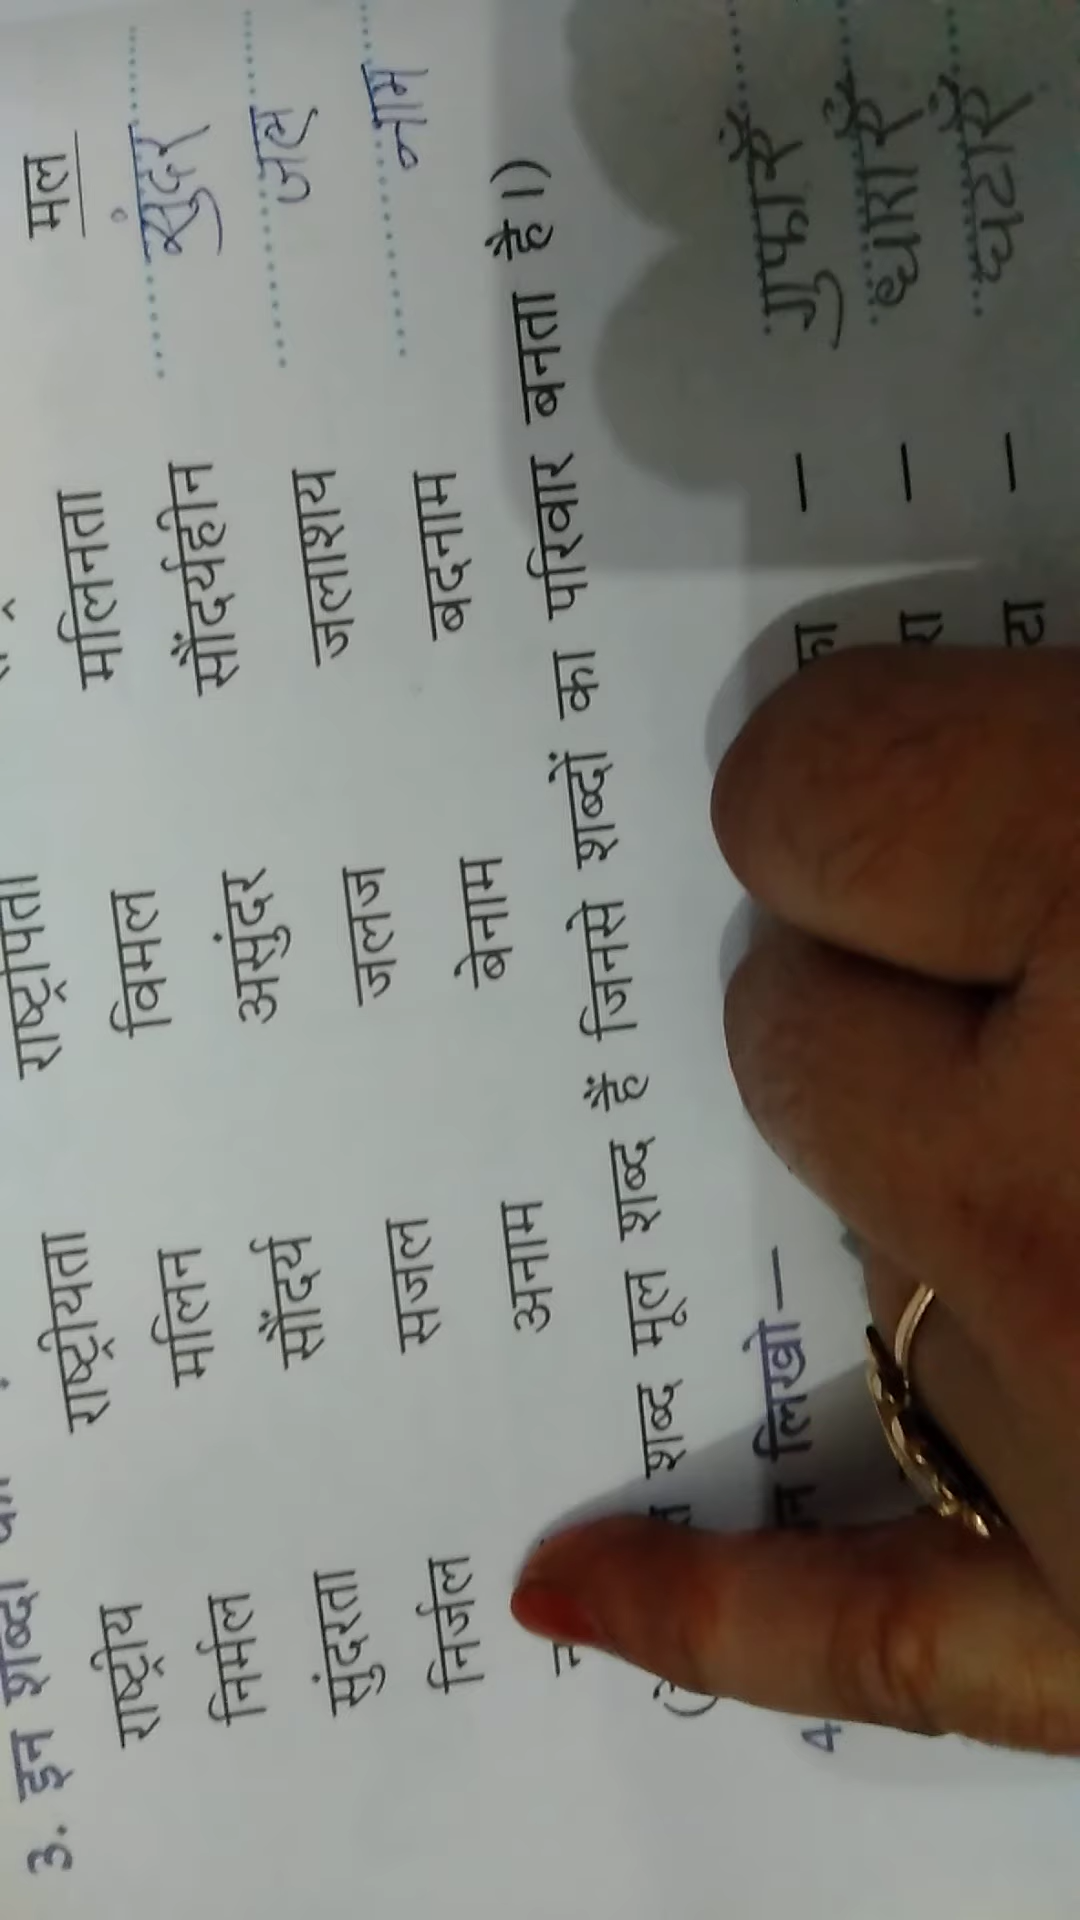 3. इन शब्दों
राष्ट्रीय राष्ट्रीयता राष्ट्रपिता
निर्मल मलिन विमल मलिनता मल
सुंदरता सौंदर्य असुंदर सौंदर्यहीन सुंदर
निर्जल सजल जलज जलाशय जल
अनाम बेनाम बदनाम नाम
शब्द मूल शब्द हैं जिनसे शब्दों का परिवार बनता है।)
4 लिखो—
— गुफाएँ
— धाराएँ
— घटाएँ